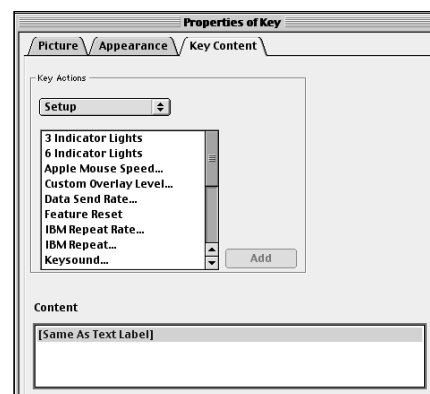 Properties of Key
Picture Appearance Key Content
Key Actions
Setup
3 Indicator Lights
6 Indicator Lights
Apple Mouse Speed...
Custom Overlay Level...
Data Send Rate...
Feature Reset
IBM Repeat Rate...
IBM Repeat...
Keysound...
Add
Content
[Same As Text Label]